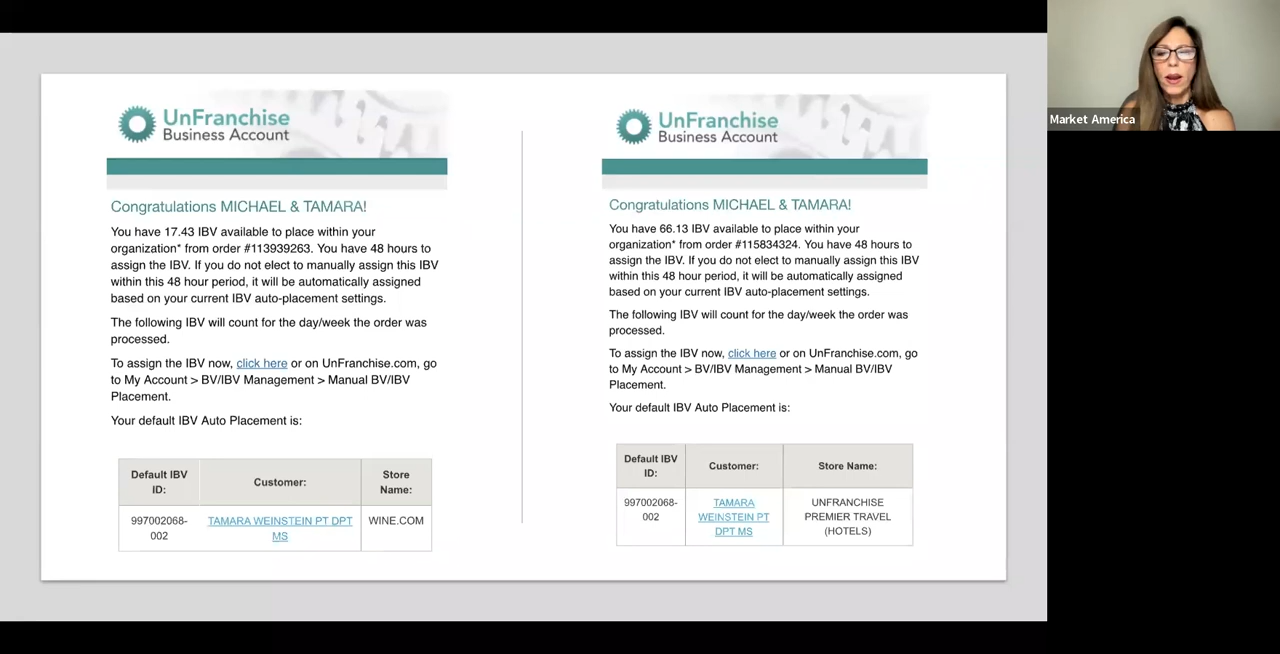 UnFranchise
Business Account
Congratulations MICHAEL & TAMARA!
You have 17.43 IBV available to place within your
organization* from order #113939263. You have 48 hours to
assign the IBV. If you do not elect to manually assign this IBV
within this 48 hour period, it will be automatically assigned
based on your current IBV auto-placement settings.
The following IBV will count for the day/week the order was
processed.
To assign the IBV now, click here or on UnFranchise.com, go
to My Account > BV/IBV Management > Manual BV/IBV
Placement.
Your default IBV Auto Placement is:
Default IBV
ID:
Customer:
Store
Name:
997002068-
002
TAMARA WEINSTEIN PT DPT
MS
WINE.COM
UnFranchise
Business Account
Congratulations MICHAEL & TAMARA!
You have 66.13 IBV available to place within your
organization* from order #115834324. You have 48 hours to
assign the IBV. If you do not elect to manually assign this IBV
within this 48 hour period, it will be automatically assigned
based on your current IBV auto-placement settings.
The following IBV will count for the day/week the order was
processed.
To assign the IBV now, click here or on UnFranchise.com, go
to My Account > BV/IBV Management > Manual BV/IBV
Placement.
Your default IBV Auto Placement is:
Default IBV
ID:
Customer:
Store Name:
997002068-
002
TAMARA
WEINSTEIN PT
DPT MS
UNFRANCHISE
PREMIER TRAVEL
(HOTELS)
Market America